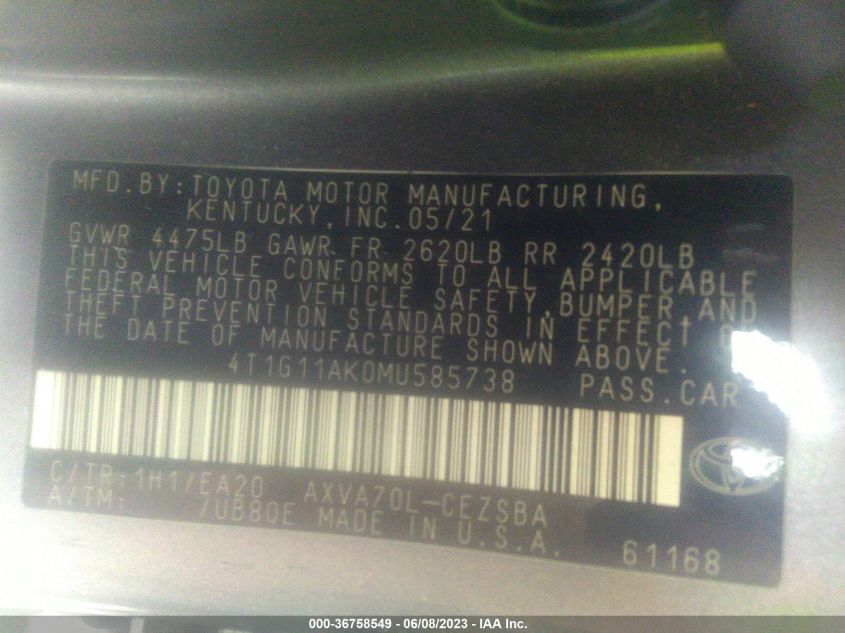 MFD.BY:TOYOTA MOTOR MANUFACTURING,
KENTUCKY,INC.05/21
GVWR 4475LB GAWR FR 2620LB RR 2420LB
THIS VEHICLE CONFORMS TO ALL APPLICABLE
FEDERAL MOTOR VEHICLE SAFETY,BUMPER,AND
THEFT PREVENTION STANDARDS IN EFFECT
THE DATE OF MANUFACTURE SHOWN ABOVE.
4T1G11AK0MU585738 PASS.CAR
C/TR:1H1/EA20 AXVA70L-CEZSBA
A/TM: /UB80E MADE IN U.S.A. 61168
000-36758549 - 06/08/2023 - IAA Inc.